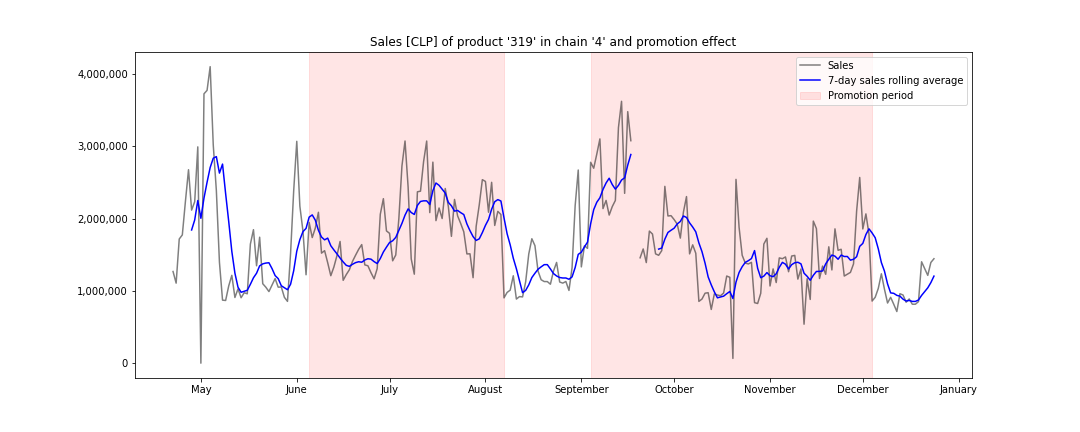 Sales [CLP] of product '319' in chain '4' and promotion effect
Sales
7-day sales rolling average
Promotion period
4,000,000
3,000,000
2,000,000
1,000,000
0
May June July August September October November December January